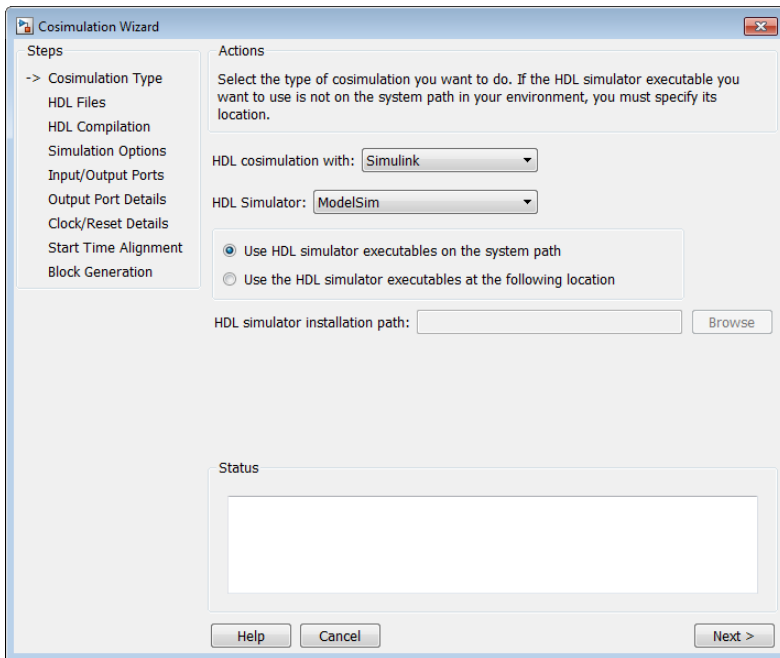 Cosimulation Wizard
Steps
-> Cosimulation Type
HDL Files
HDL Compilation
Simulation Options
Input/Output Ports
Output Port Details
Clock/Reset Details
Start Time Alignment
Block Generation
Actions
Select the type of cosimulation you want to do. If the HDL simulator executable you
want to use is not on the system path in your environment, you must specify its
location.
HDL cosimulation with: Simulink
HDL Simulator: ModelSim
Use HDL simulator executables on the system path
Use the HDL simulator executables at the following location
HDL simulator installation path: Browse
Status
Help Cancel Next >